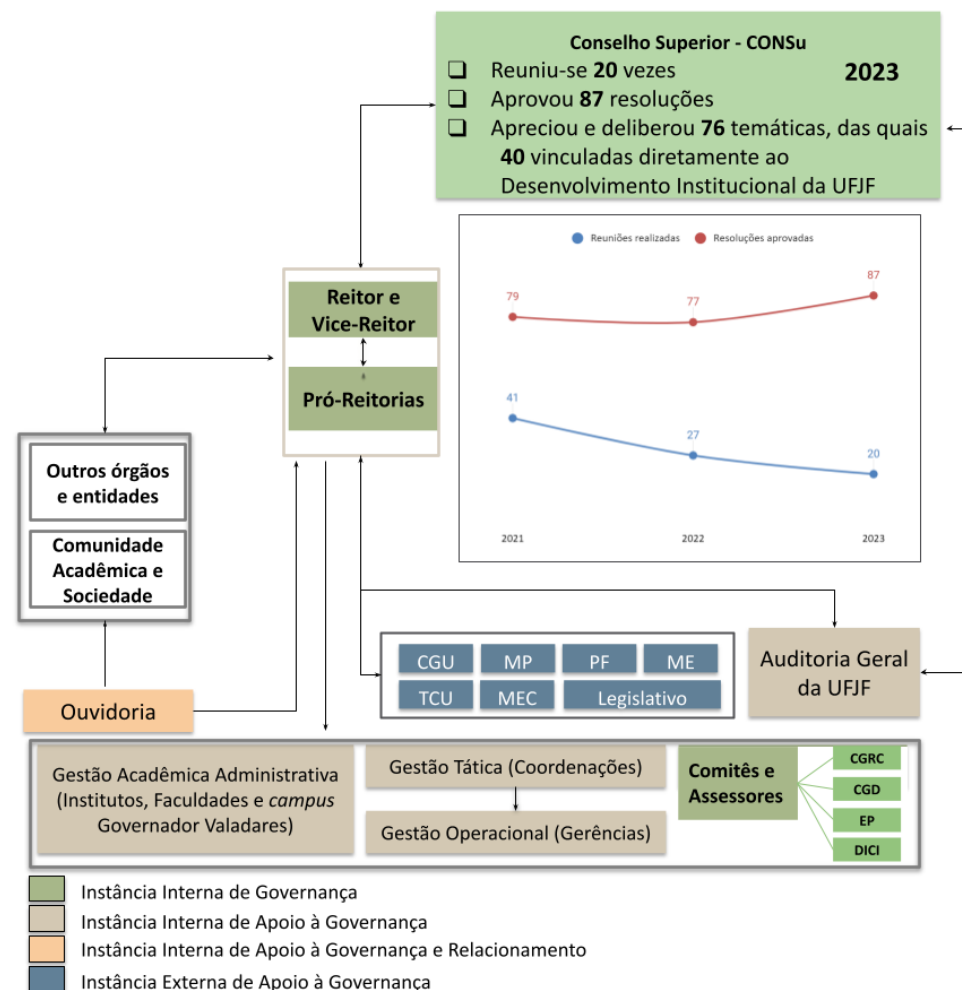 Conselho Superior - CONSu
❑ Reuniu-se 20 vezes
2023
❑ Aprovou 87 resoluções
❑ Apreciou e deliberou 76 temáticas, das quais
40 vinculadas diretamente ao
Desenvolvimento Institucional da UFJF
Reuniões realizadas
Resoluções aprovadas
79
77
87
41
27
20
2021
2022
2023
Reitor e
Vice-Reitor
Pró-Reitorias
Outros órgãos
e entidades
Comunidade
Acadêmica e
Sociedade
Ouvidoria
CGU
MP
PF
ME
TCU
MEC
Legislativo
Auditoria Geral
da UFJF
Gestão Acadêmica Administrativa
(Institutos, Faculdades e campus
Governador Valadares)
Gestão Tática (Coordenações)
Gestão Operacional (Gerências)
Comitês e
Assessores
CGRC
CGD
EP
DICI
Instância Interna de Governança
Instância Interna de Apoio à Governança
Instância Interna de Apoio à Governança e Relacionamento
Instância Externa de Apoio à Governança